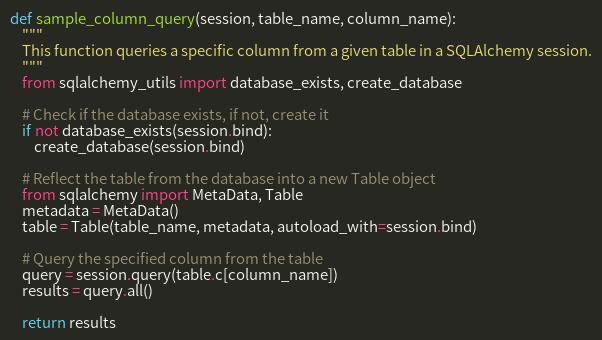 def sample_column_query(session, table_name, column_name):
    """
    This function queries a specific column from a given table in a SQLAlchemy session.
    """
    from sqlalchemy_utils import database_exists, create_database

    # Check if the database exists, if not, create it
    if not database_exists(session.bind):
        create_database(session.bind)

    # Reflect the table from the database into a new Table object
    from sqlalchemy import MetaData, Table
    metadata = MetaData()
    table = Table(table_name, metadata, autoload_with=session.bind)

    # Query the specified column from the table
    query = session.query(table.c[column_name])
    results = query.all()

    return results